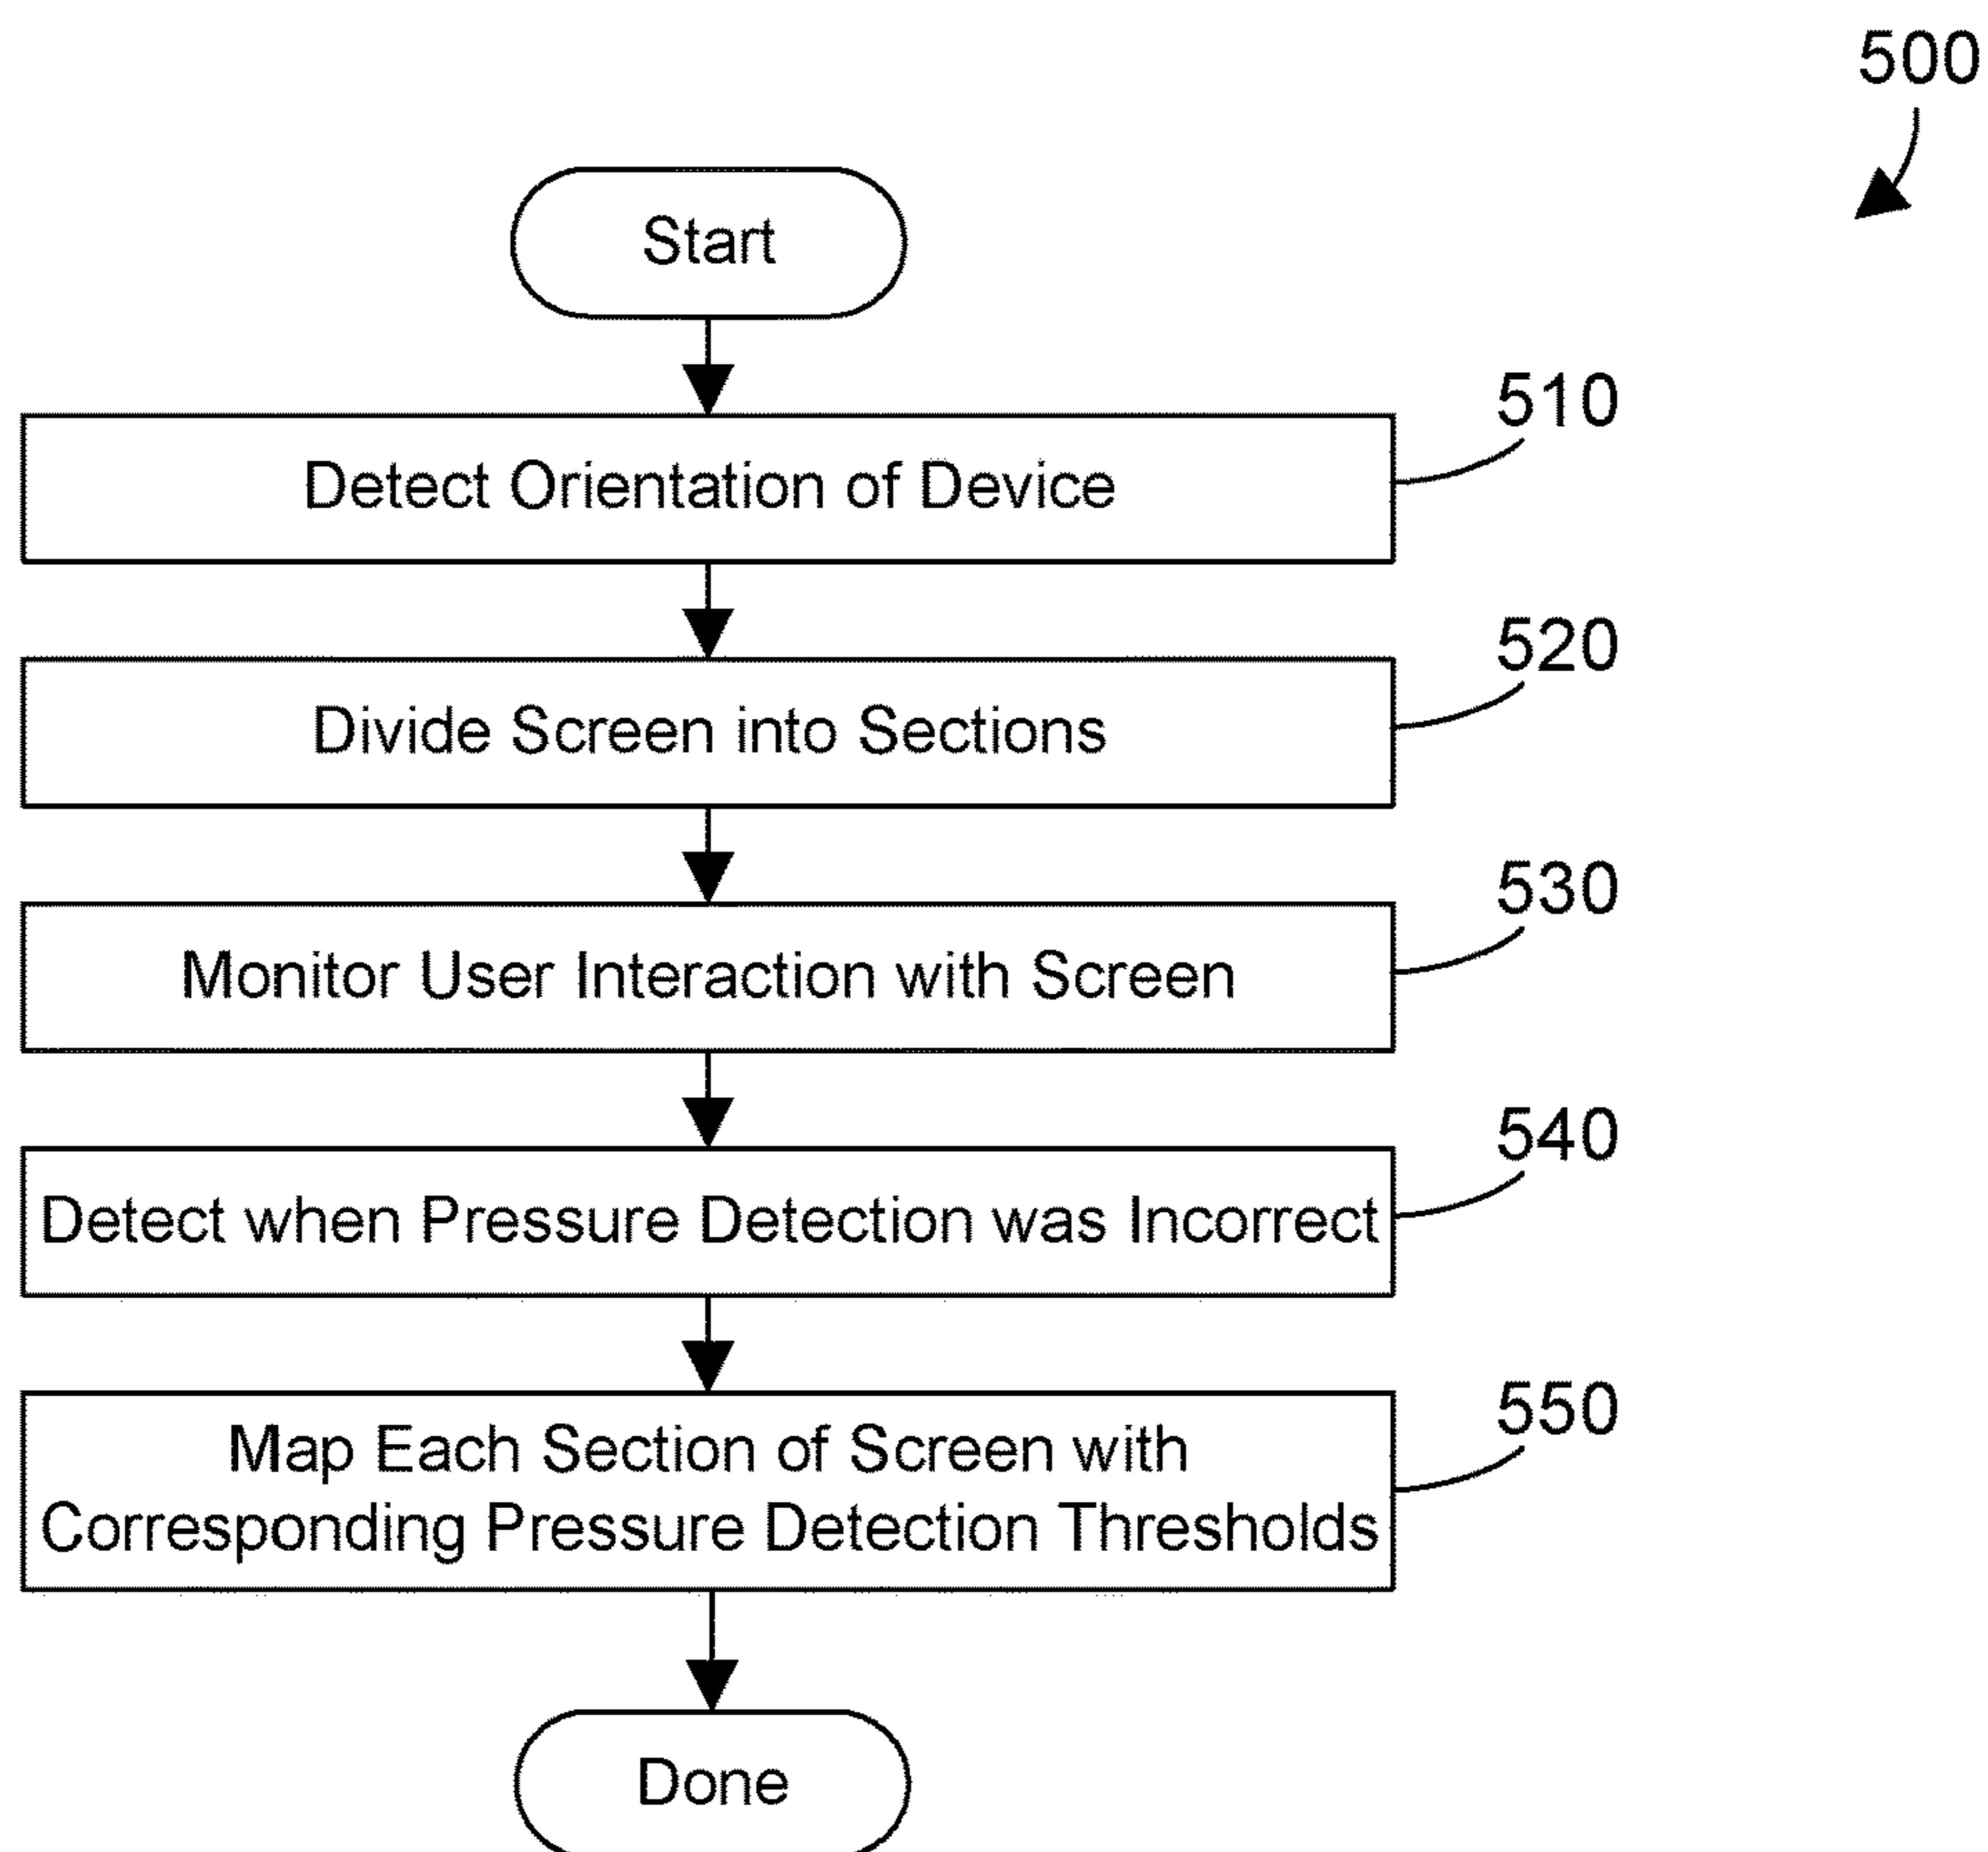 500
Start
510
Detect Orientation of Device
520
Divide Screen into Sections
530
Monitor User Interaction with Screen
540
Detect when Pressure Detection was Incorrect
550
Map Each Section of Screen with
Corresponding Pressure Detection Thresholds
Done